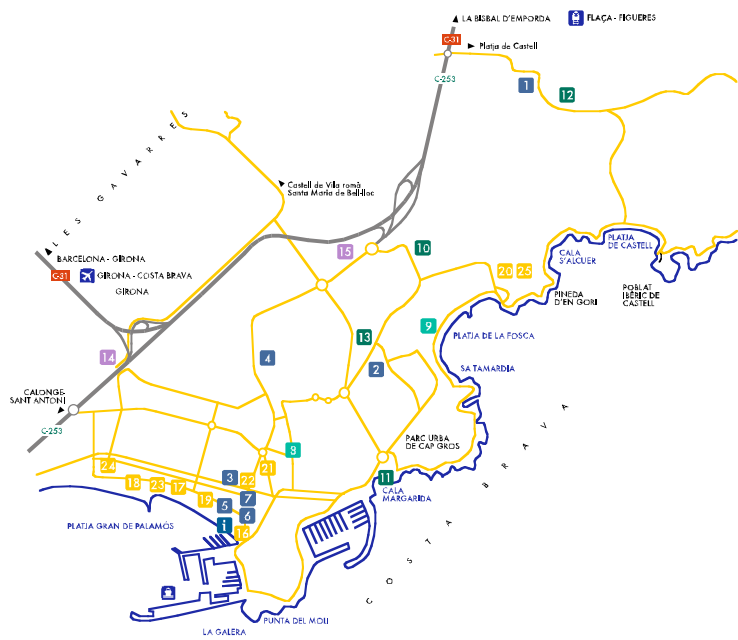 LA BISBAL D'EMPORDA
FLAÇA - FIGUERES
C-31
Platja de Castell
C-253
1
12
LES GAVARRES
Castell de Vila romà
Santa Maria de Bell-lloc
15
10
PLATJA
DE CASTELL
CALA
S'ALCUER
BARCELONA - GIRONA
C-31
GIRONA - COSTA BRAVA
GIRONA
20
25
PINEDA
D'EN GORI
POBLAT
IBÈRIC DE
CASTELL
9
PLATJA DE LA FOSCA
13
14
4
2
SA TAMARDIA
CALONGE-
SANT ANTONI
C-253
PARC URBA
DE CAP GROS
COSTA BRAVA
8
24
21
3
22
11
18
23
17
CALA
MARGARIDA
19
7
5
6
PLATJA GRAN DE PALAMÓS
i
16
PUNTA DEL MOLI
LA GALERA